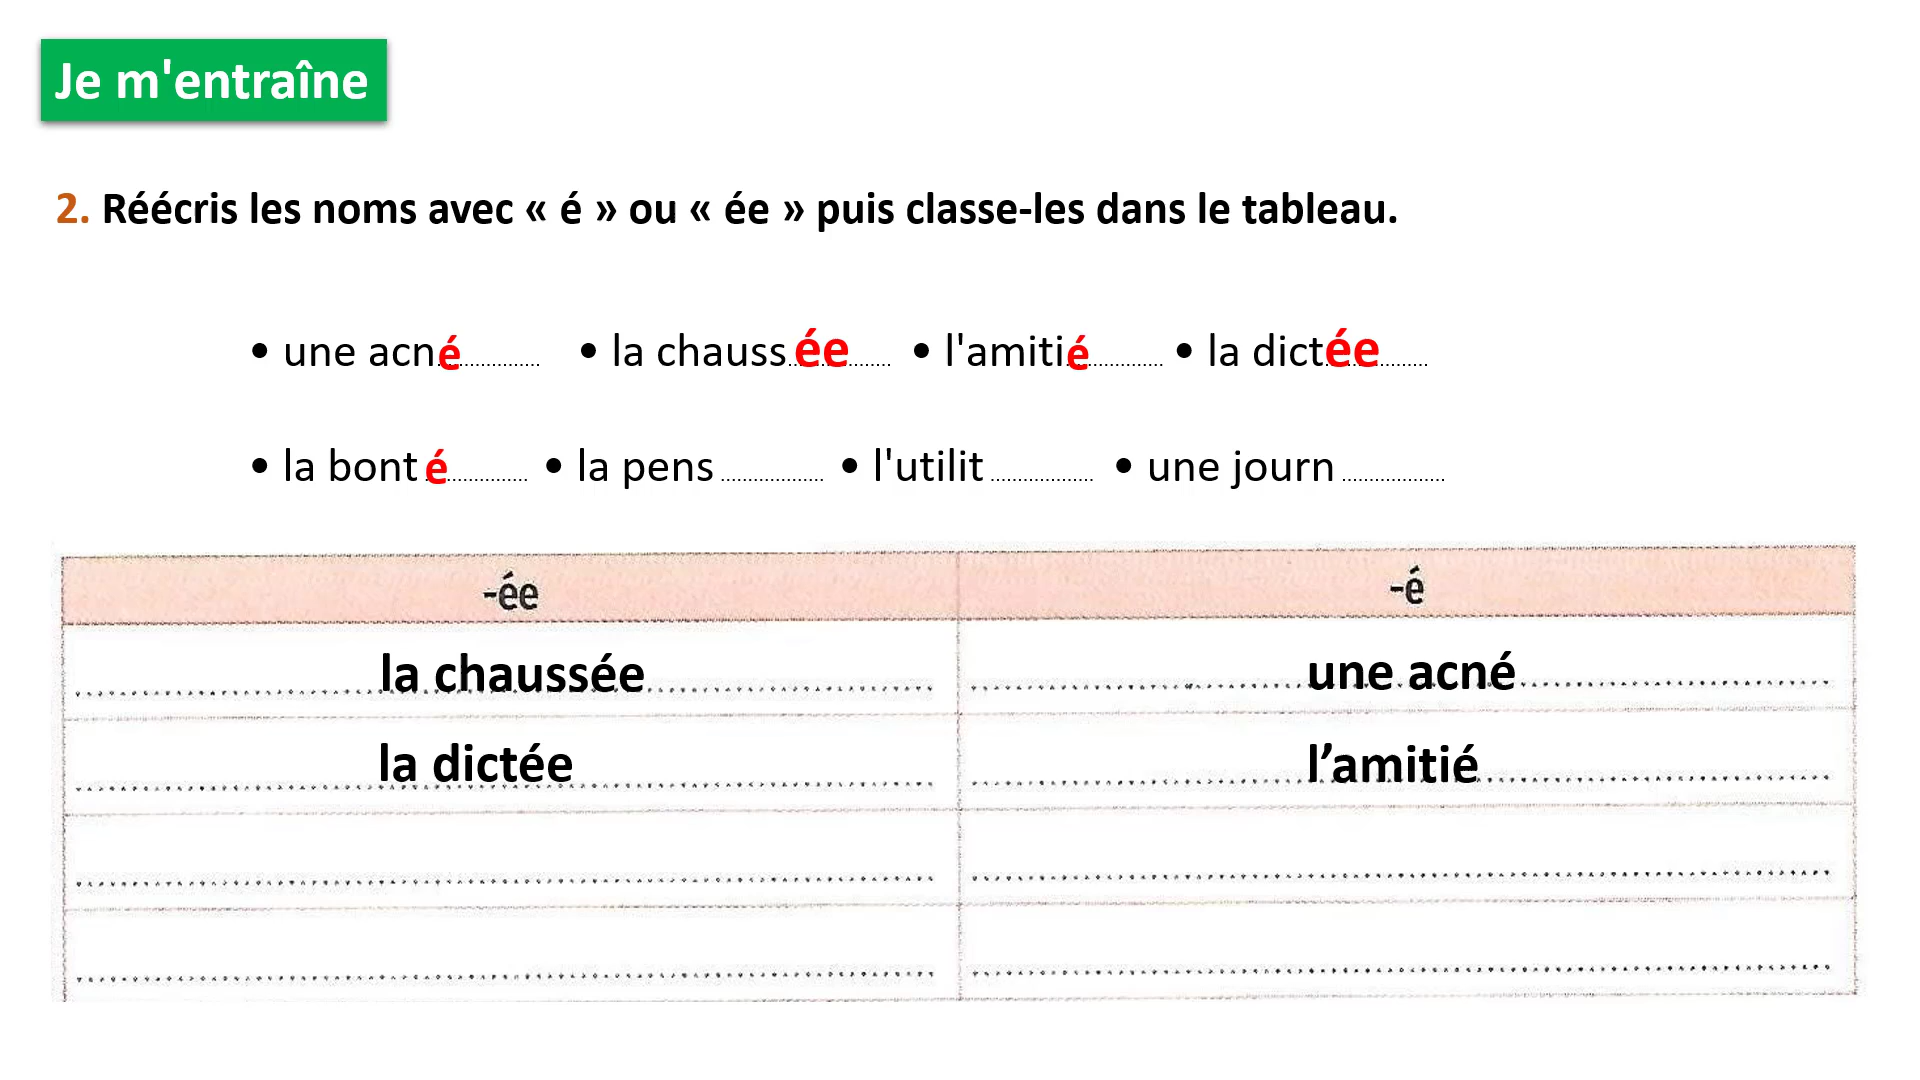 Je m'entraîne
2. Réécris les noms avec « é » ou « ée » puis classe-les dans le tableau.
• une acné.............. • la chaussée........ • l'amitié.............. • la dictée.........
• la bonté............... • la pens................... • l'utilit................... • une journ...................
-ée -é
la chaussée une acné
la dictée l’amitié